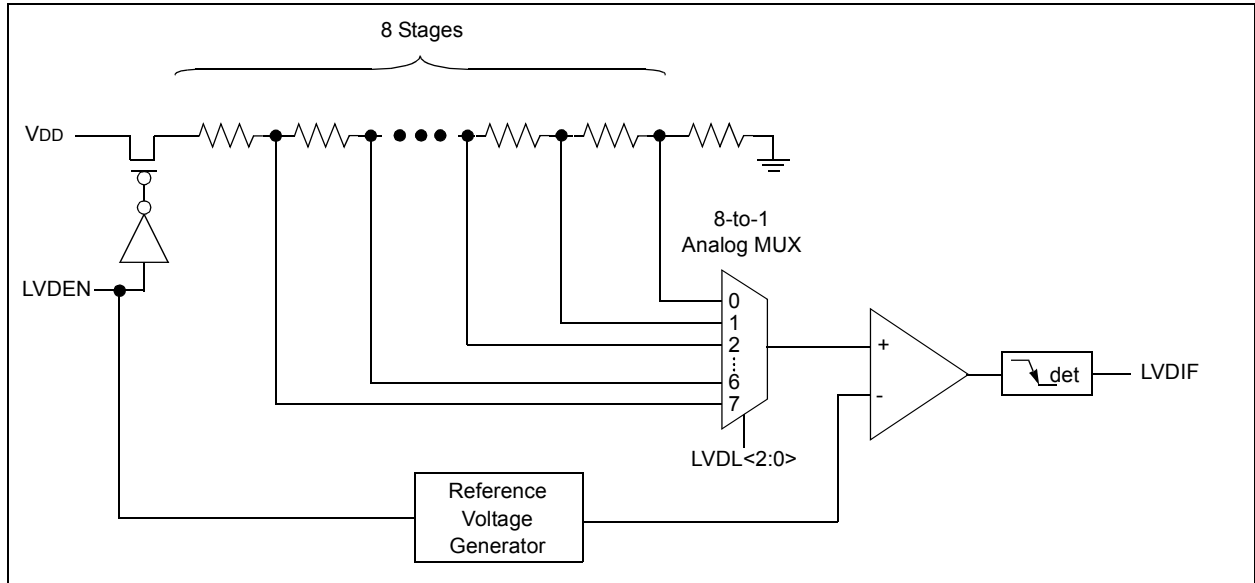 8 Stages
VDD
8-to-1
Analog MUX
LVDEN
0
1
2
6
7
+
-
det
LVDIF
LVDL<2:0>
Reference
Voltage
Generator